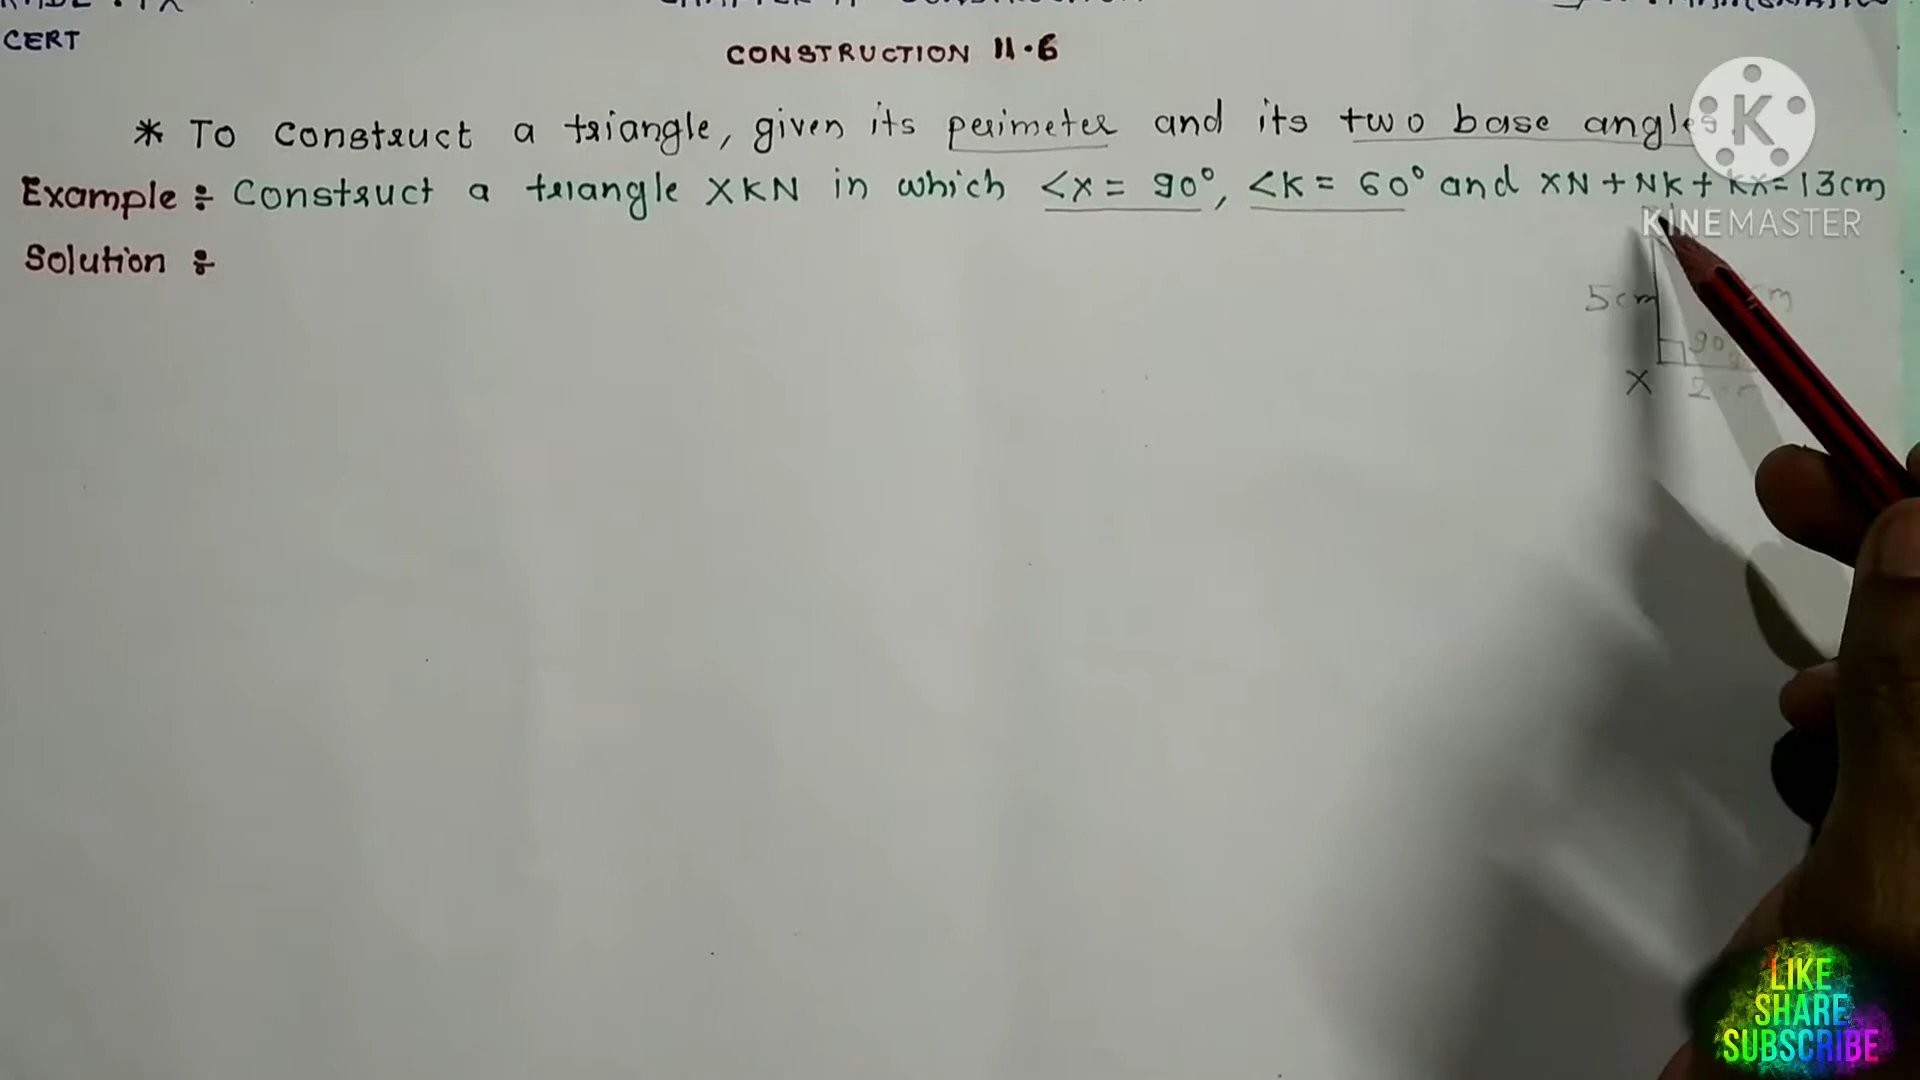 CERT
CONSTRUCTION 11.6
* To construct a triangle, given its perimeter and its two base angles
Example :- Construct a triangle XKN in which <X = 90°, <K = 60° and XN + NK + KX = 13cm
Solution :-
K
KINEMASTER
5cm
90°
X
LIKE
SHARE
SUBSCRIBE